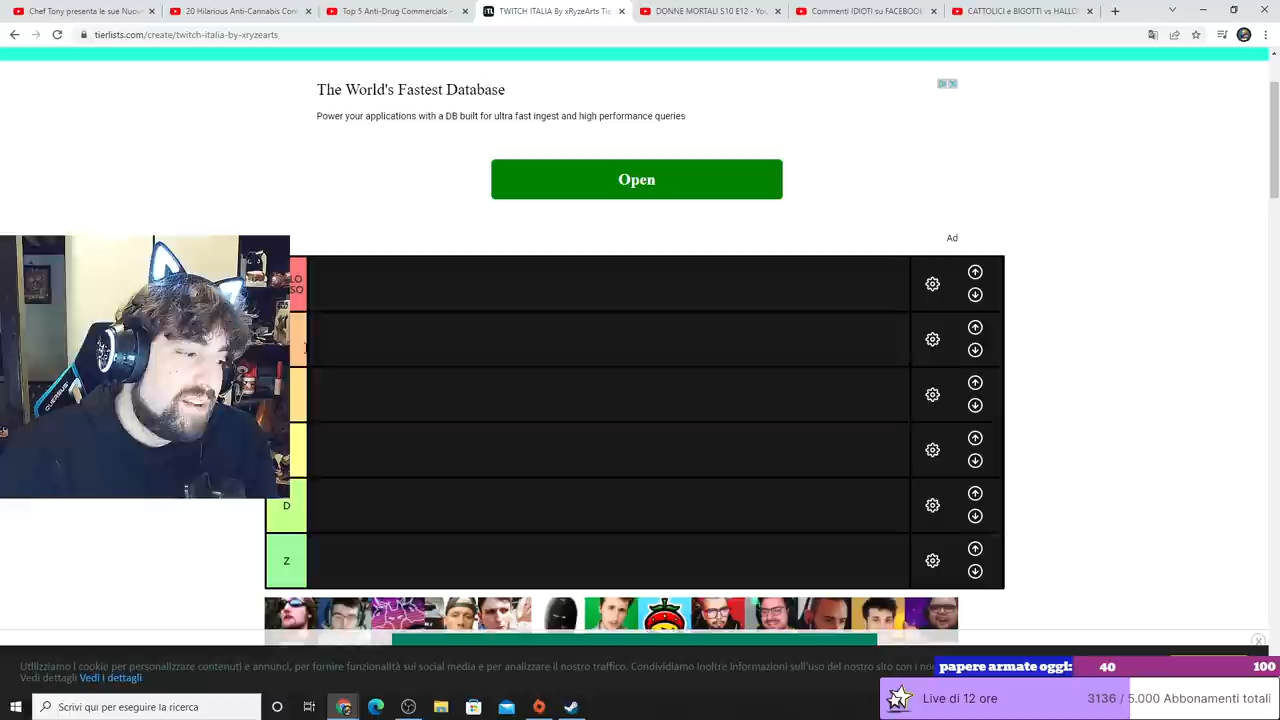 Chef Tony presenta le sue Nuov
20 Hilarious Anti-Cannabis Com
Top 5 Anti-Drug Commercials -
TWITCH ITALIA By xRyzeArts Tie
DONNE MORTALI S10 E12 - Yo
Commenti IDIOTI su FACEBOOK
CATTOLICI e BIGOTTI vs HALLO
tierlists.com/create/twitch-italia-by-xryzearts
The World's Fastest Database
Power your applications with a DB built for ultra fast ingest and high performance queries
Open
Ad
LO
SO
D
Z
Utilizziamo i cookie per personalizzare contenuti e annunci, per fornire funzionalità sui social media e per analizzare il nostro traffico. Condividiamo inoltre informazioni sull'uso del nostro sito con i no
Vedi dettagli Vedi i dettagli
papere armate oggi: 40 100
Live di 12 ore 3136 / 5.000 Abbonamenti totali
Scrivi qui per eseguire la ricerca